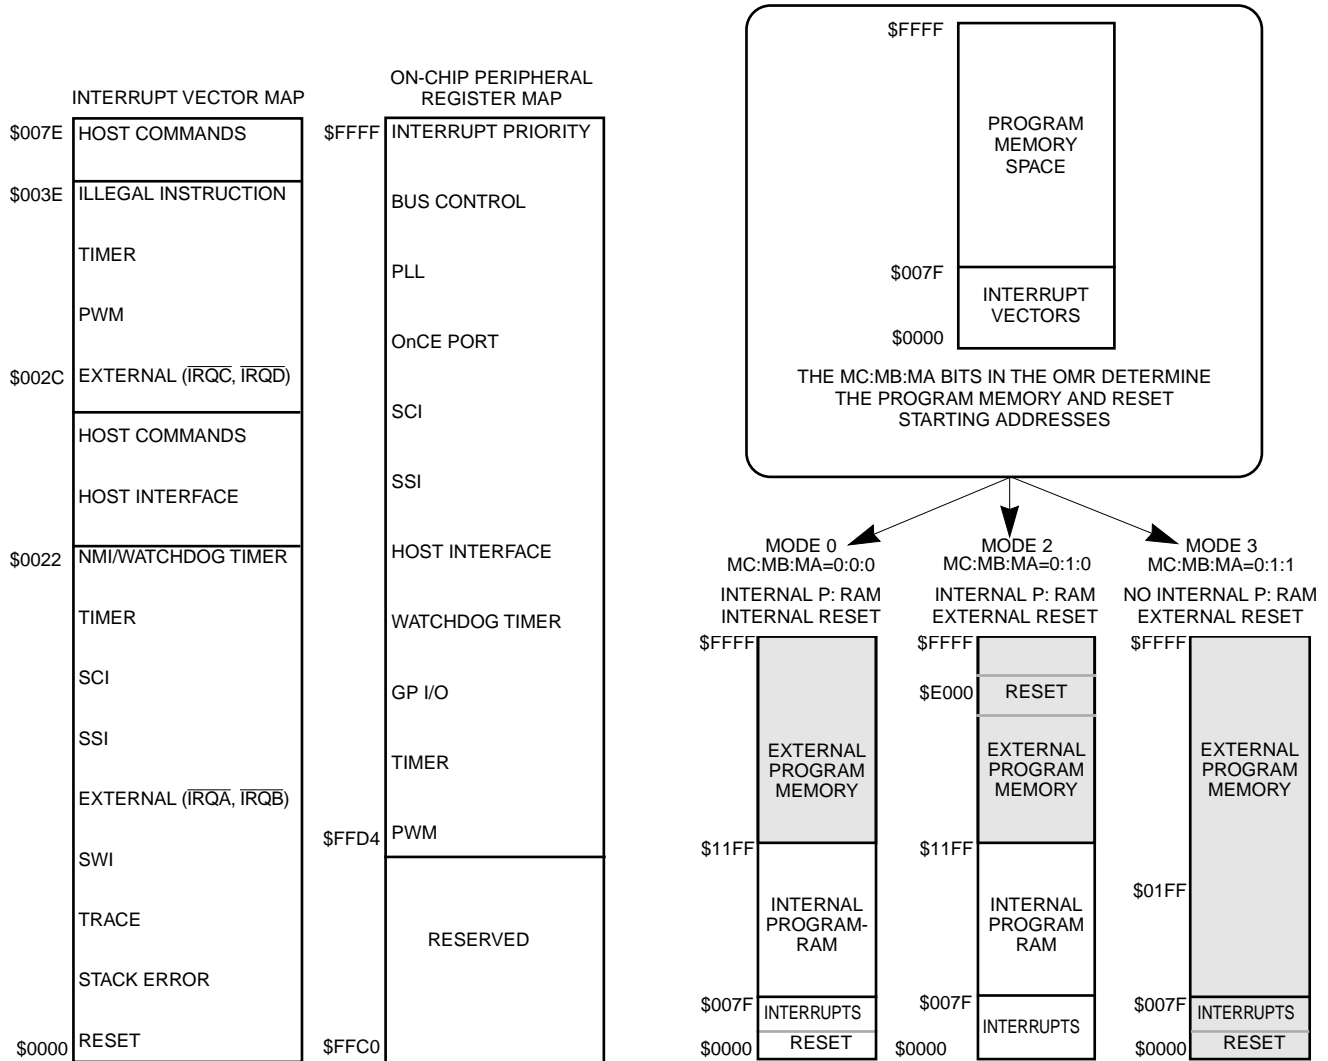 INTERRUPT VECTOR MAP
$007E HOST COMMANDS
$003E ILLEGAL INSTRUCTION
TIMER
PWM
$002C EXTERNAL (IRQC, IRQD)
HOST COMMANDS
HOST INTERFACE
$0022 NMI/WATCHDOG TIMER
TIMER
SCI
SSI
EXTERNAL (IRQA, IRQB)
SWI
TRACE
STACK ERROR
$0000 RESET
ON-CHIP PERIPHERAL
REGISTER MAP
$FFFF INTERRUPT PRIORITY
BUS CONTROL
PLL
OnCE PORT
SCI
SSI
HOST INTERFACE
WATCHDOG TIMER
GP I/O
TIMER
$FFD4 PWM
RESERVED
$FFC0
$FFFF
PROGRAM
MEMORY
SPACE
$007F
INTERRUPT
VECTORS
$0000
THE MC:MB:MA BITS IN THE OMR DETERMINE
THE PROGRAM MEMORY AND RESET
STARTING ADDRESSES
MODE 0
MC:MB:MA=0:0:0
INTERNAL P: RAM
INTERNAL RESET
$FFFF
EXTERNAL
PROGRAM
MEMORY
$11FF
INTERNAL
PROGRAM-
RAM
$007F
INTERRUPTS
$0000 RESET
MODE 2
MC:MB:MA=0:1:0
INTERNAL P: RAM
EXTERNAL RESET
$FFFF
$E000 RESET
EXTERNAL
PROGRAM
MEMORY
$11FF
INTERNAL
PROGRAM
RAM
$007F
INTERRUPTS
$0000
MODE 3
MC:MB:MA=0:1:1
NO INTERNAL P: RAM
EXTERNAL RESET
$FFFF
EXTERNAL
PROGRAM
MEMORY
$01FF
$007F
INTERRUPTS
$0000 RESET